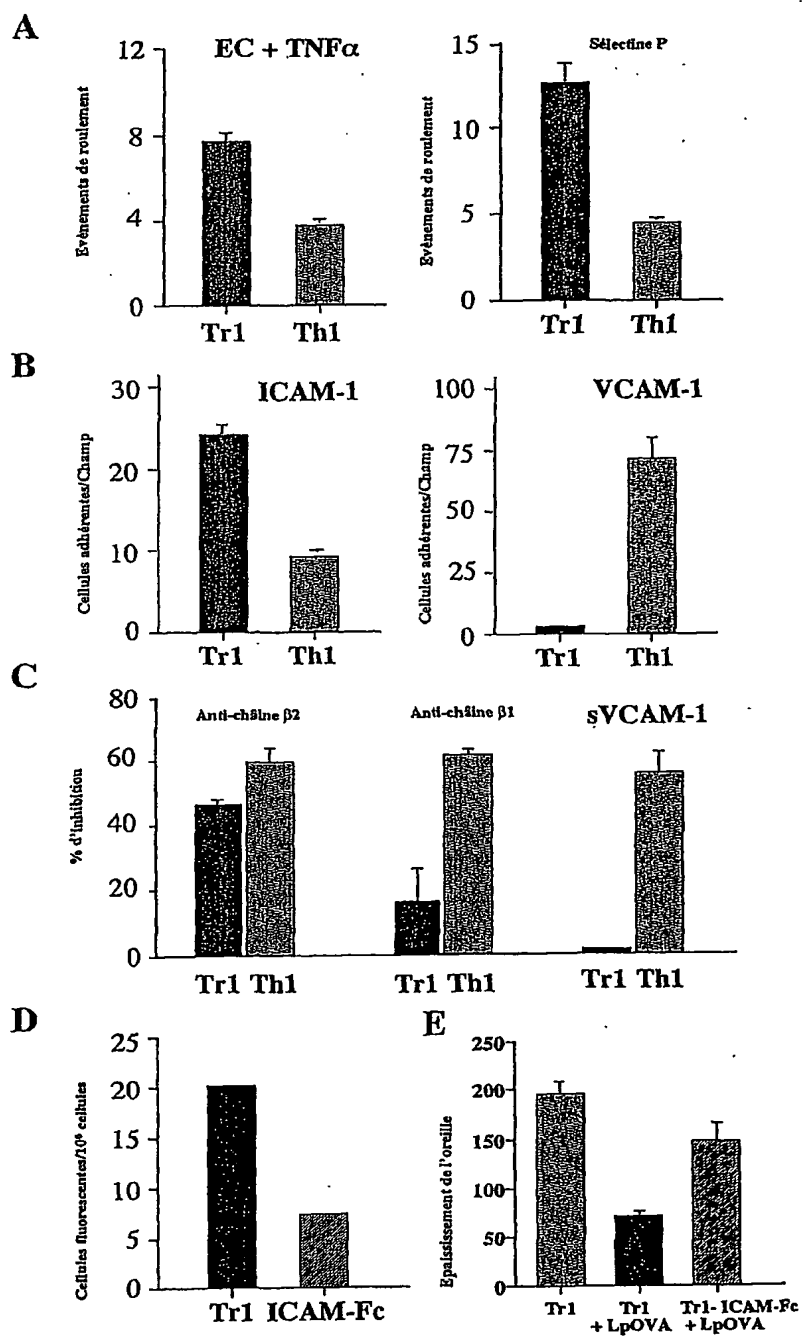 A
EC + TNFα
Evènements de roulement
12
8
4
0
Tr1 Th1
Sélectine P
Evènements de roulement
15
10
5
0
Tr1 Th1
B
ICAM-1
Cellules adhérentes/Champ
30
20
10
0
Tr1 Th1
VCAM-1
Cellules adhérentes/Champ
100
75
50
25
0
Tr1 Th1
C
% d'inhibition
80
60
40
20
0
Anti-chaîne β2
Anti-chaîne β1
sVCAM-1
Tr1 Th1
Tr1 Th1
Tr1 Th1
D
Cellules fluorescentes/10⁶ cellules
25
20
15
10
5
0
Tr1 ICAM-Fc
E
Epaississement de l'oreille
250
200
150
100
50
0
Tr1
Tr1
+ LpOVA
Tr1- ICAM-Fc
+ LpOVA